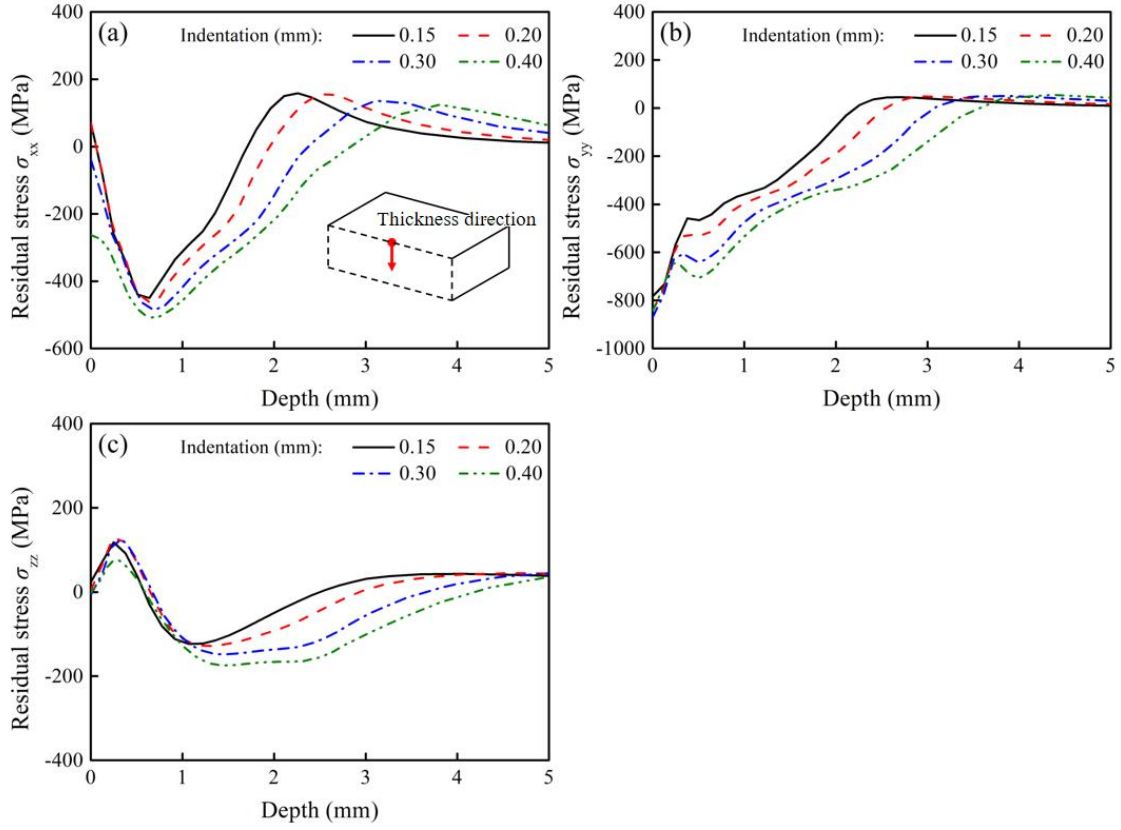 (a)
Indentation (mm): 0.15 0.20
0.30 0.40
Residual stress σxx (MPa)
400
200
0
-200
-400
-600
Thickness direction
0 1 2 3 4 5
Depth (mm)
(b)
Indentation (mm): 0.15 0.20
0.30 0.40
Residual stress σyy (MPa)
400
200
0
-200
-400
-600
-800
-1000
0 1 2 3 4 5
Depth (mm)
(c)
Indentation (mm): 0.15 0.20
0.30 0.40
Residual stress σzz (MPa)
400
200
0
-200
-400
0 1 2 3 4 5
Depth (mm)